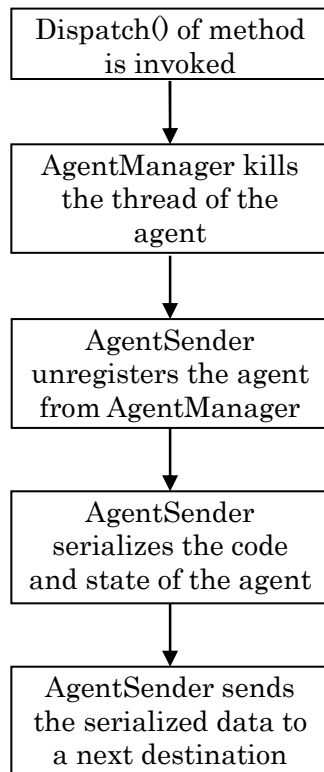 Dispatch() of method
is invoked
AgentManager kills
the thread of the
agent
AgentSender
unregisters the agent
from AgentManager
AgentSender
serializes the code
and state of the agent
AgentSender sends
the serialized data to
a next destination